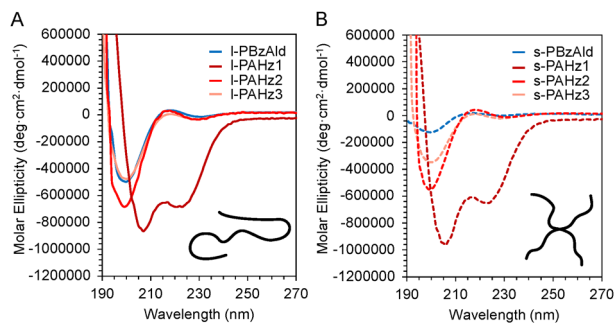 A
Molar Ellipticity (deg·cm²·dmol⁻¹)
600000
400000
200000
0
-200000
-400000
-600000
-800000
-1000000
-1200000
l-PBzAld
l-PAHz1
l-PAHz2
l-PAHz3
190 210 230 250 270
Wavelength (nm)
B
Molar Ellipticity (deg·cm²·dmol⁻¹)
600000
400000
200000
0
-200000
-400000
-600000
-800000
-1000000
-1200000
s-PBzAld
s-PAHz1
s-PAHz2
s-PAHz3
190 210 230 250 270
Wavelength (nm)